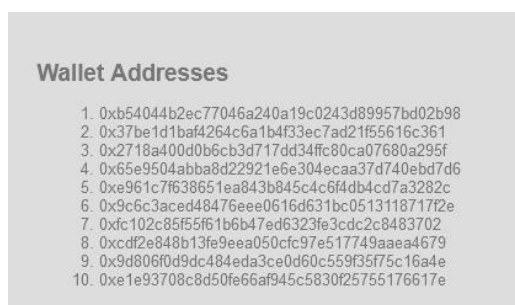 Wallet Addresses
1. 0xb54044b2ec77046a240a19c0243d89957bd02b98
2. 0x37be1d1baf4264c6a1b4f33ec7ad21f55616c361
3. 0x2718a400d0b6cb3d717dd34ffc80ca07680a295f
4. 0x65e9504abba8d22921e6e304ecaa37d740ebd7d6
5. 0xe961c7f638651ea843b845c4c6f4db4cd7a3282c
6. 0x9c6c3aced48476eee0616d631bc0513118717f2e
7. 0xfc102c85f55f61b6b47ed6323fe3cdc2c8483702
8. 0xcdf2e848b13fe9eea050cfc97e517749aaea4679
9. 0x9d806f0d9dc484eda3ce0d60c559f35f75c16a4e
10. 0xe1e93708c8d50fe66af945c5830f25755176617e